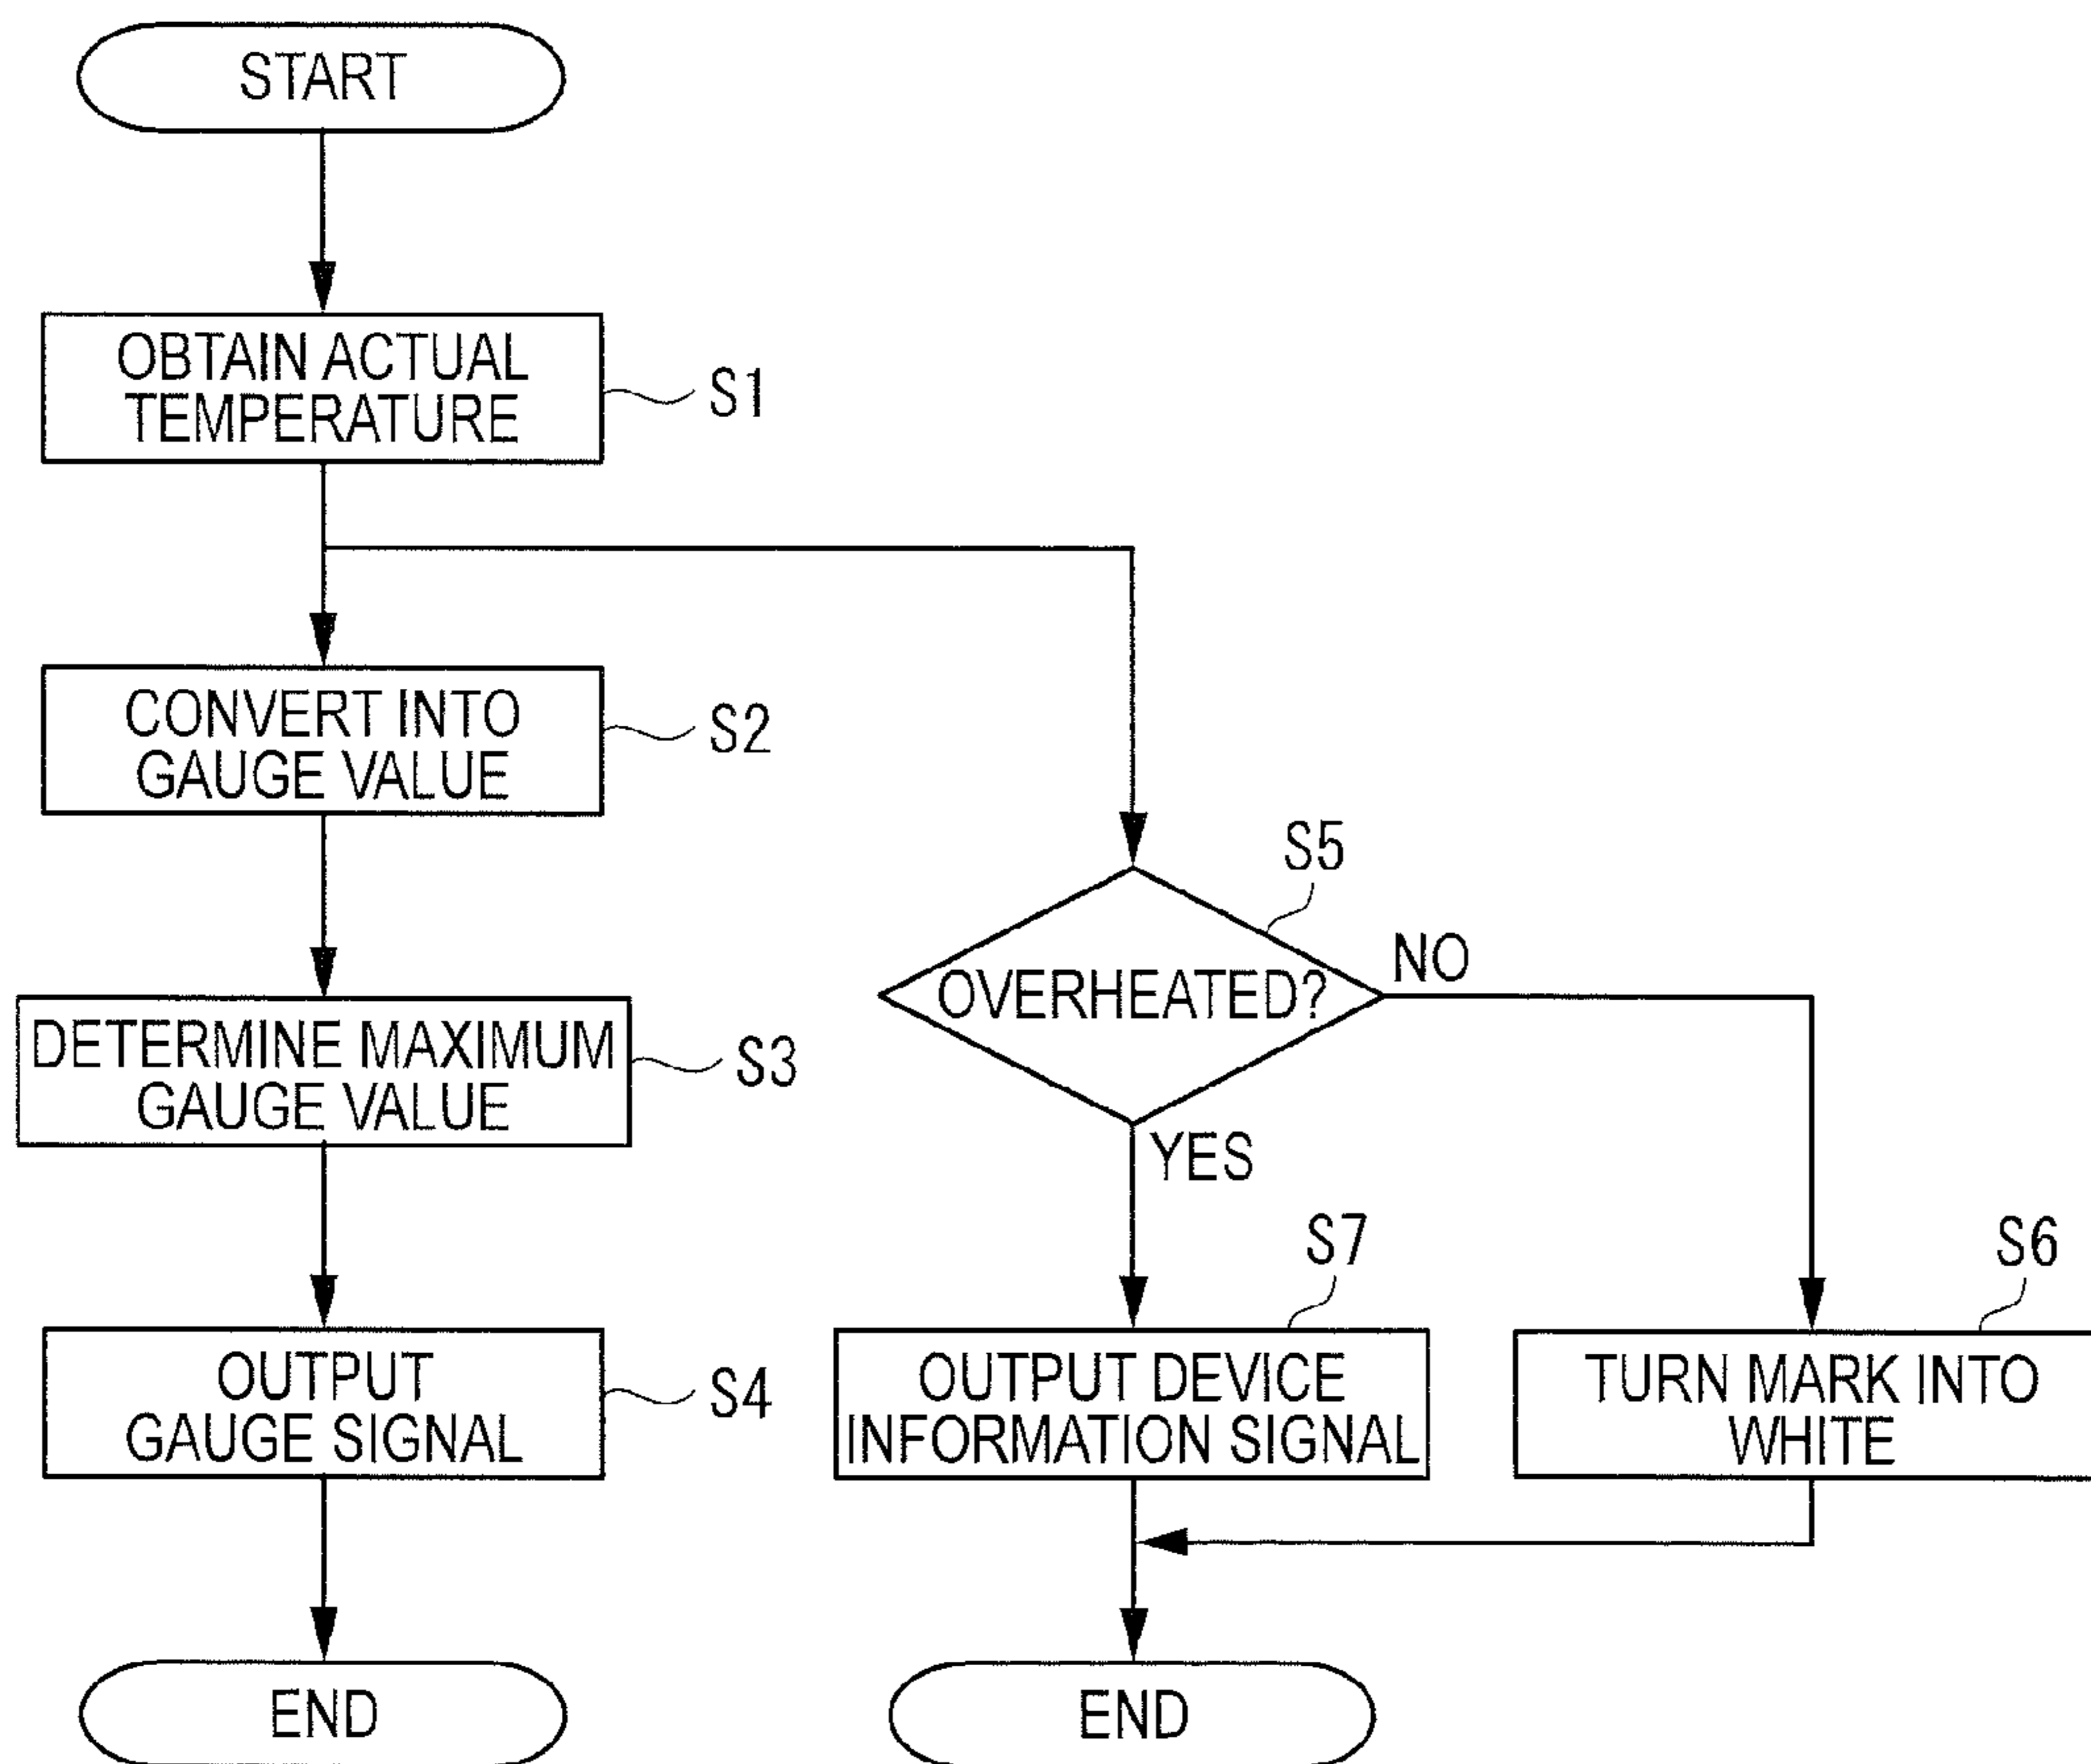 START
OBTAIN ACTUAL
TEMPERATURE
S1
CONVERT INTO
GAUGE VALUE
S2
DETERMINE MAXIMUM
GAUGE VALUE
S3
OUTPUT
GAUGE SIGNAL
S4
END
S5
OVERHEATED?
NO
YES
S7
OUTPUT DEVICE
INFORMATION SIGNAL
S6
TURN MARK INTO
WHITE
END